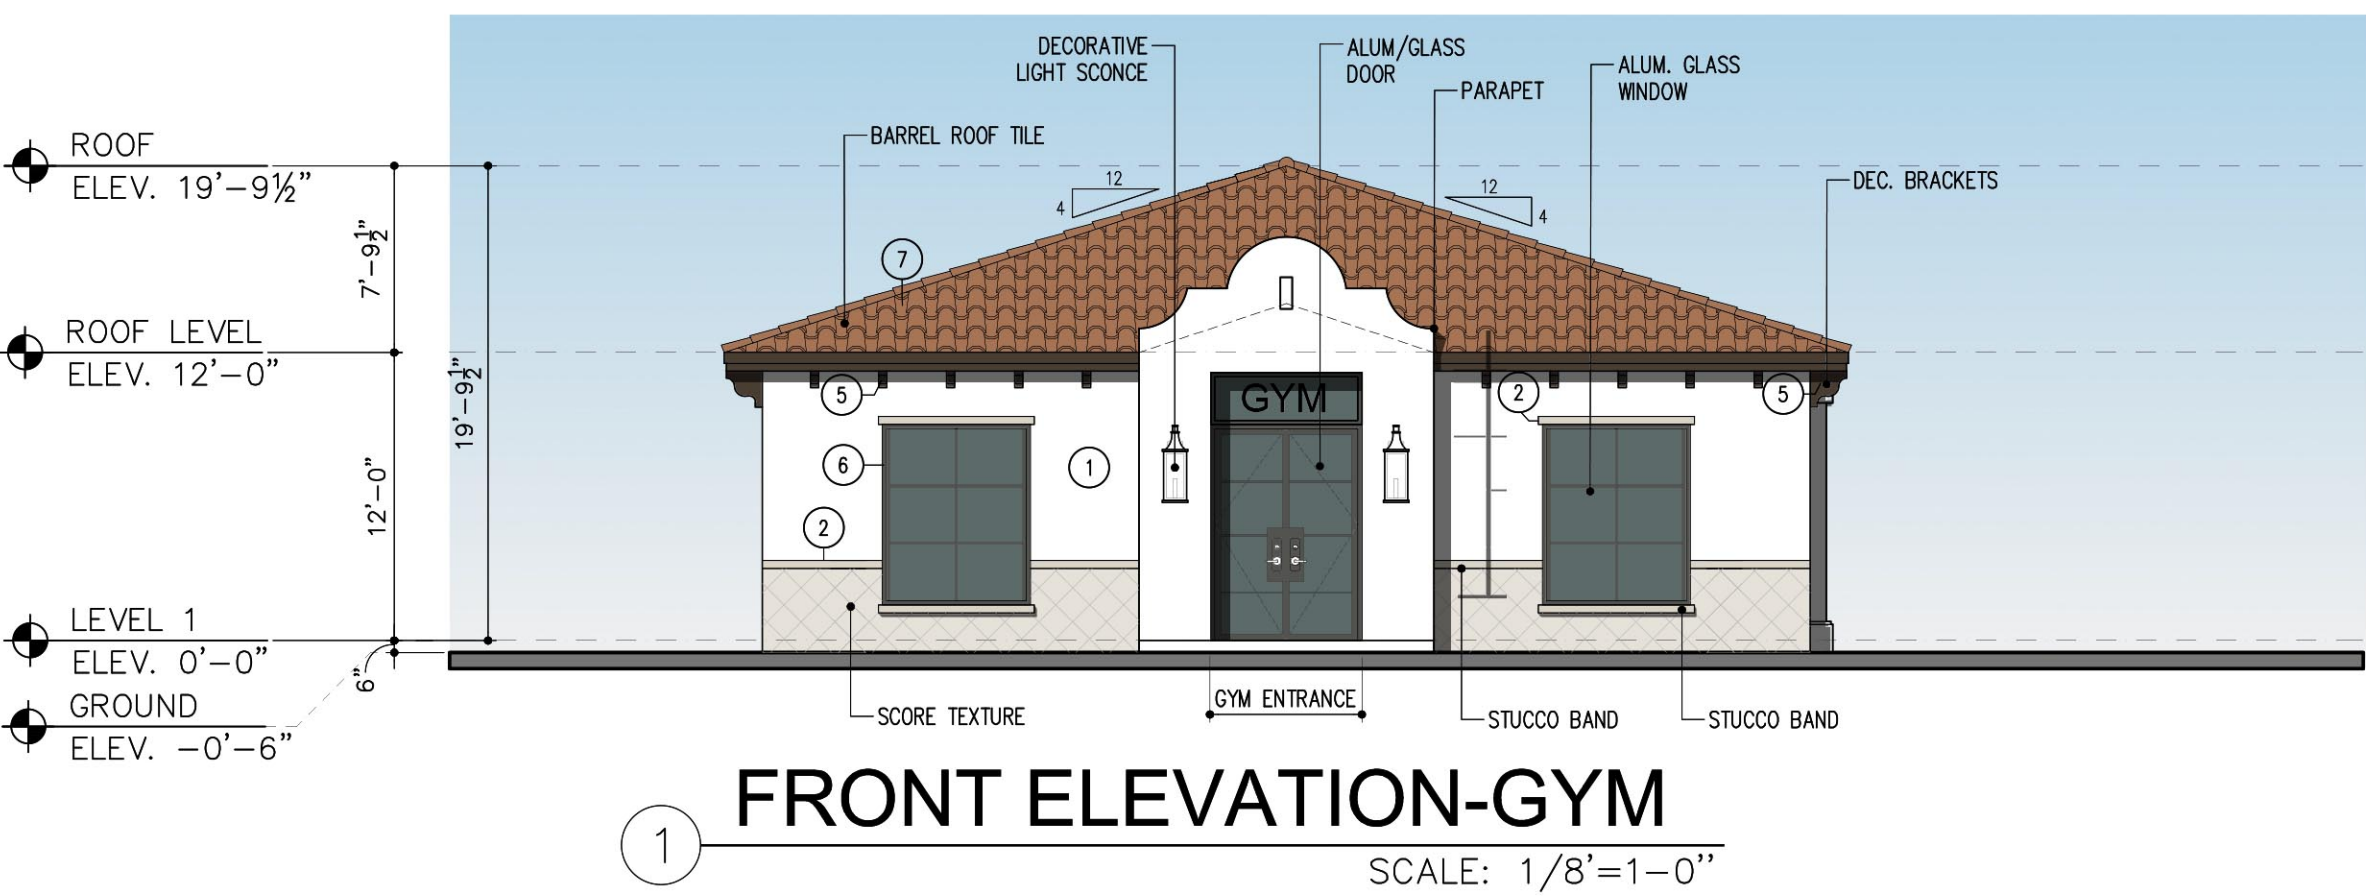 DECORATIVE
LIGHT SCONCE
ALUM/GLASS
DOOR
PARAPET
ALUM. GLASS
WINDOW
BARREL ROOF TILE
DEC. BRACKETS
ROOF
ELEV. 19'-9½"
7'-9½"
12
4
12
4
7
ROOF LEVEL
ELEV. 12'-0"
19'-9½"
12'-0"
5
GYM
2
5
6
1
2
LEVEL 1
ELEV. 0'-0"
6"
GROUND
ELEV. -0'-6"
SCORE TEXTURE
GYM ENTRANCE
STUCCO BAND
STUCCO BAND
1
FRONT ELEVATION-GYM
SCALE: 1/8'=1-0''